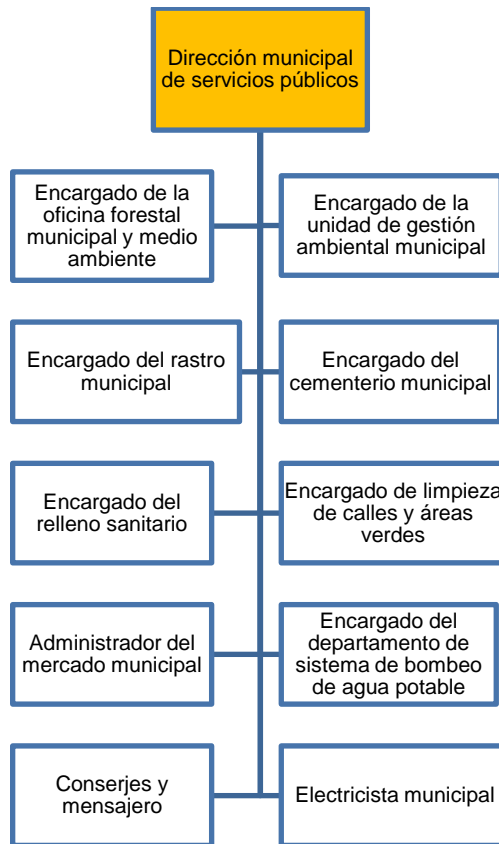 Dirección municipal
de servicios públicos
Encargado de la
oficina forestal
municipal y medio
ambiente
Encargado de la
unidad de gestión
ambiental municipal
Encargado del rastro
municipal
Encargado del
cementerio municipal
Encargado del
relleno sanitario
Encargado de limpieza
de calles y áreas
verdes
Administrador del
mercado municipal
Encargado del
departamento de
sistema de bombeo
de agua potable
Conserjes y
mensajero
Electricista municipal